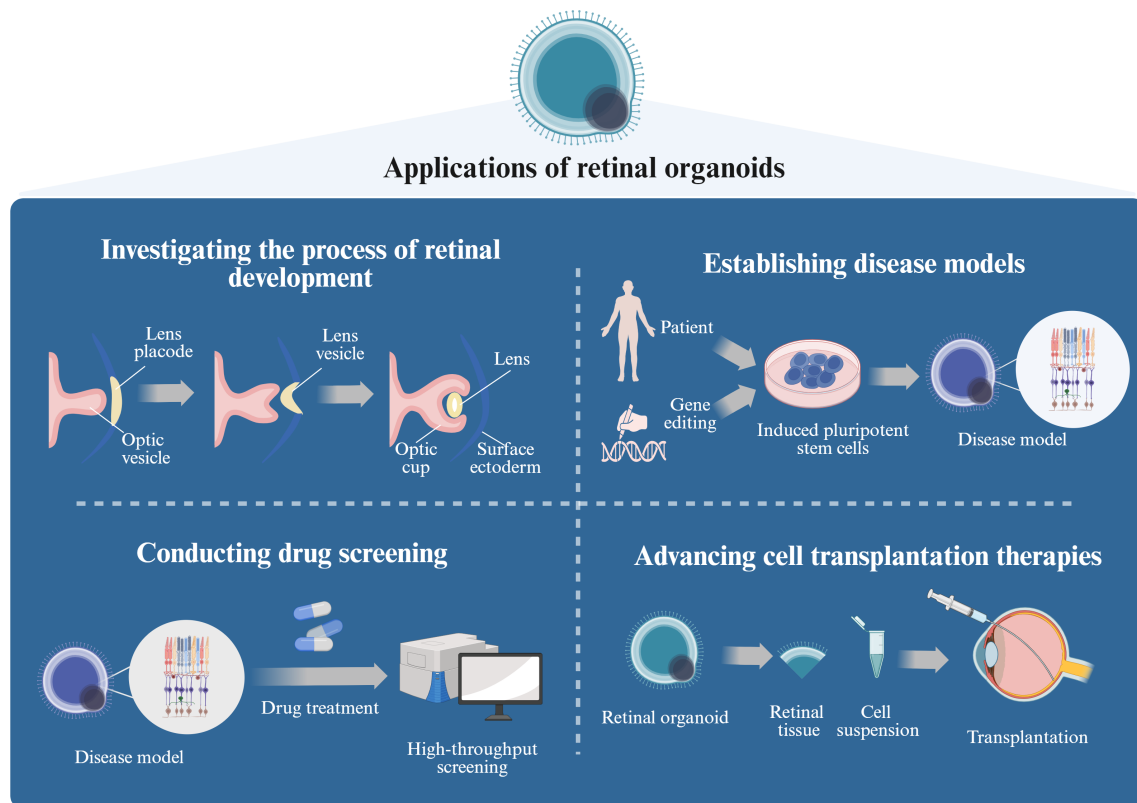 Applications of retinal organoids
Investigating the process of retinal
development
Lens
placode
Lens
vesicle
Lens
Optic
vesicle
Optic
cup
Surface
ectoderm
Establishing disease models
Patient
Gene
editing
Induced pluripotent
stem cells
Disease model
Conducting drug screening
Drug treatment
Disease model
High-throughput
screening
Advancing cell transplantation therapies
Retinal organoid
Retinal
tissue
Cell
suspension
Transplantation